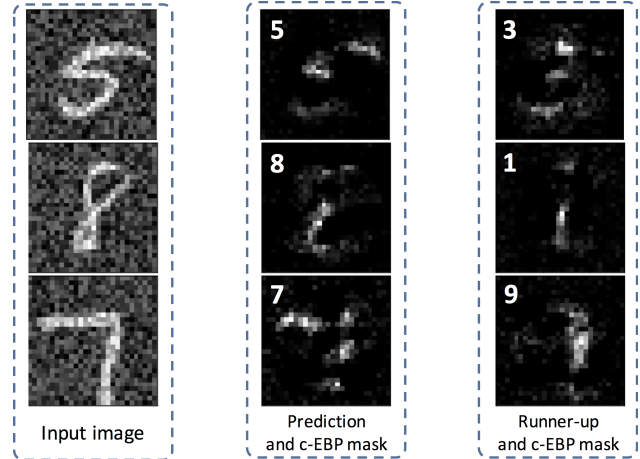 5
3
8
1
7
9
Input image
Prediction
and c-EBP mask
Runner-up
and c-EBP mask